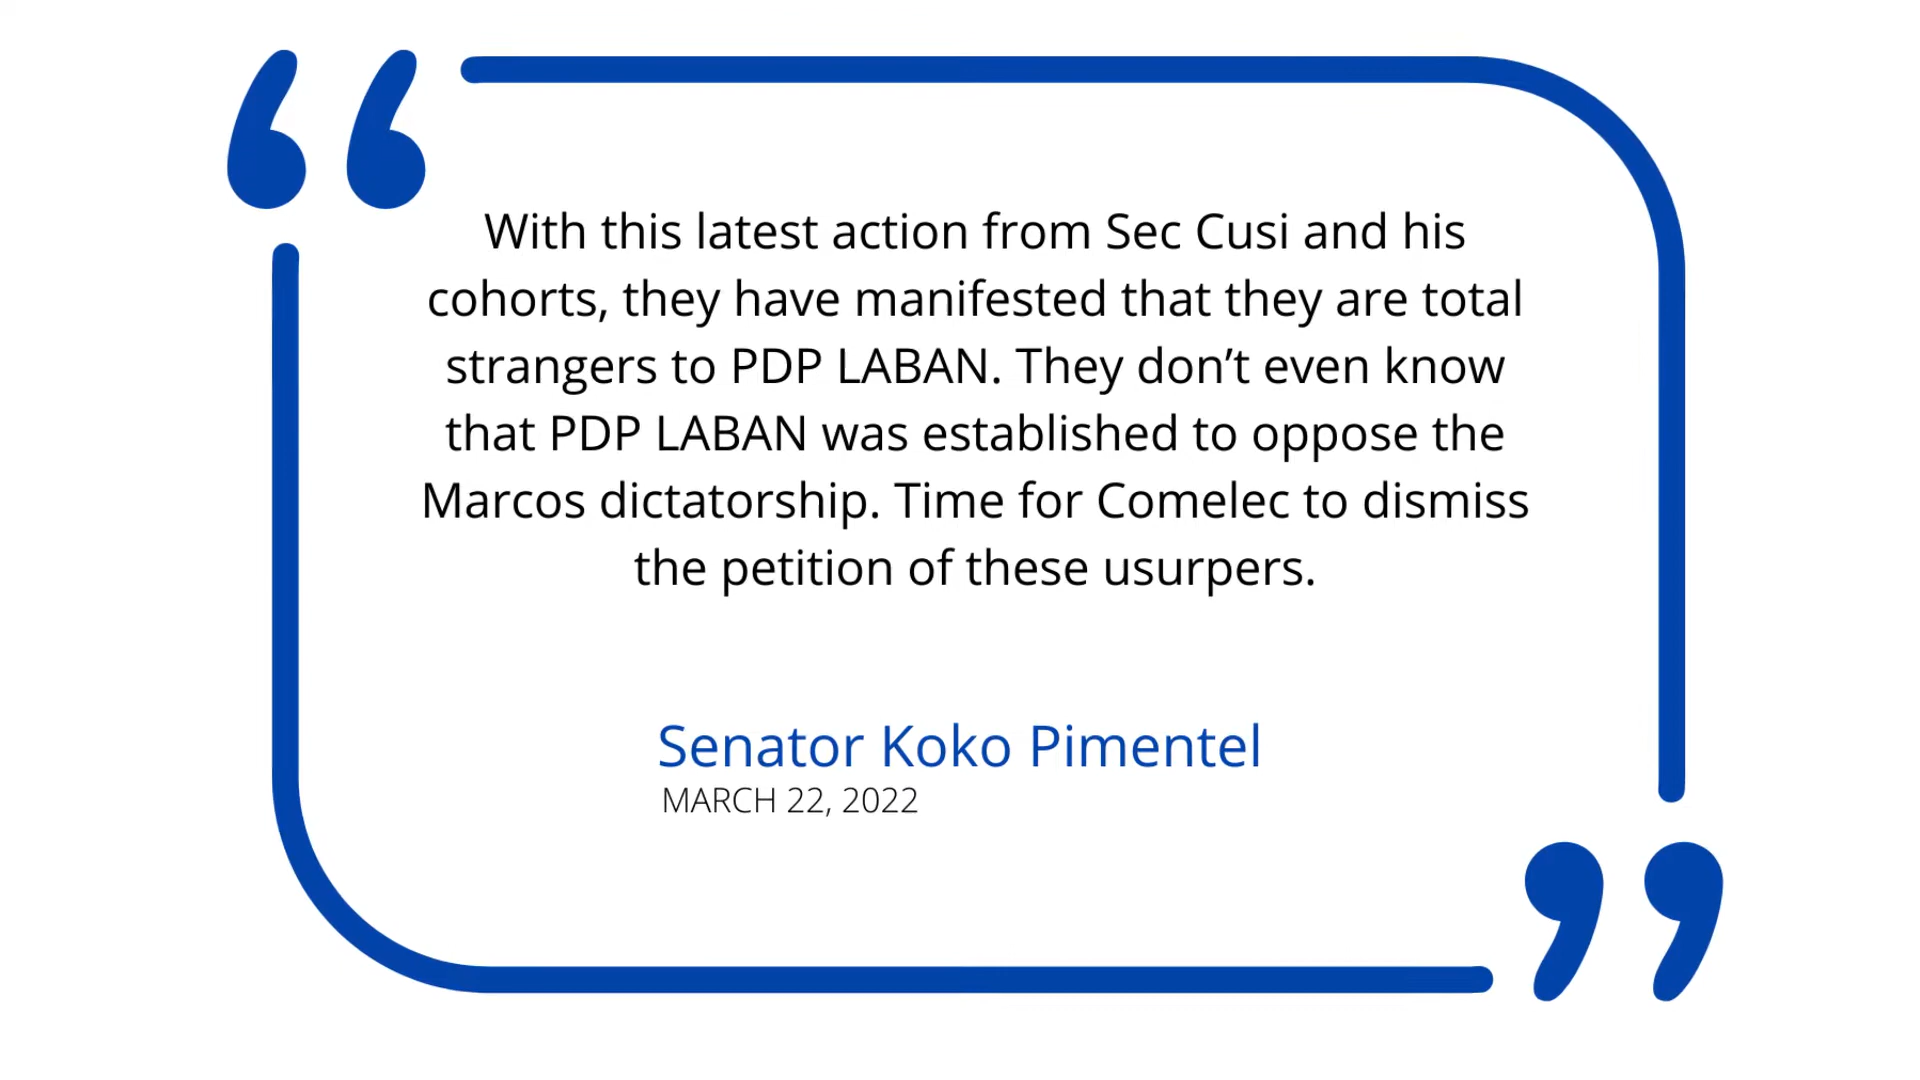 With this latest action from Sec Cusi and his
cohorts, they have manifested that they are total
strangers to PDP LABAN. They don’t even know
that PDP LABAN was established to oppose the
Marcos dictatorship. Time for Comelec to dismiss
the petition of these usurpers.
Senator Koko Pimentel
MARCH 22, 2022